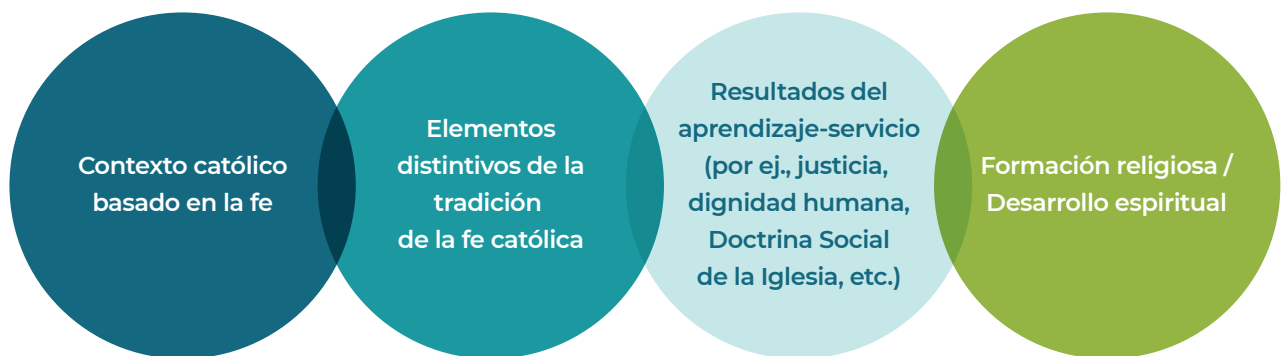 Contexto católico
basado en la fe
Elementos
distintivos de la
tradición
de la fe católica
Resultados del
aprendizaje-servicio
(por ej., justicia,
dignidad humana,
Doctrina Social
de la Iglesia, etc.)
Formación religiosa /
Desarrollo espiritual